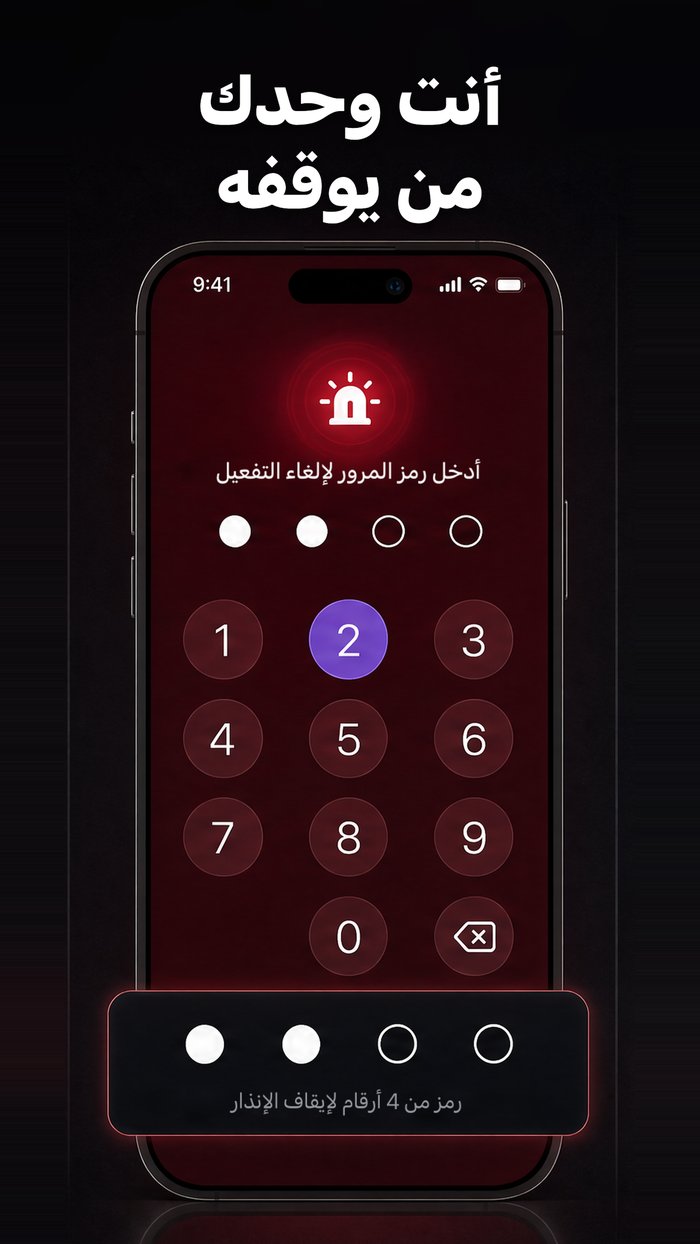 أنت وحدك
من يوقفه
9:41
أدخل رمز المرور لإلغاء التفعيل
1 2 3
4 5 6
7 8 9
0
رمز من 4 أرقام لإيقاف الإنذار